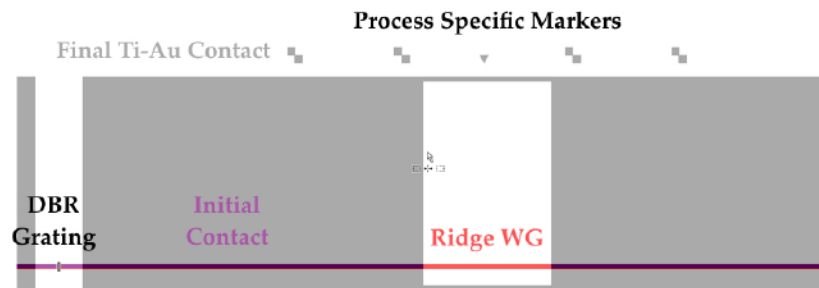 Process Specific Markers
Final Ti-Au Contact
DBR
Grating
Initial
Contact
Ridge WG